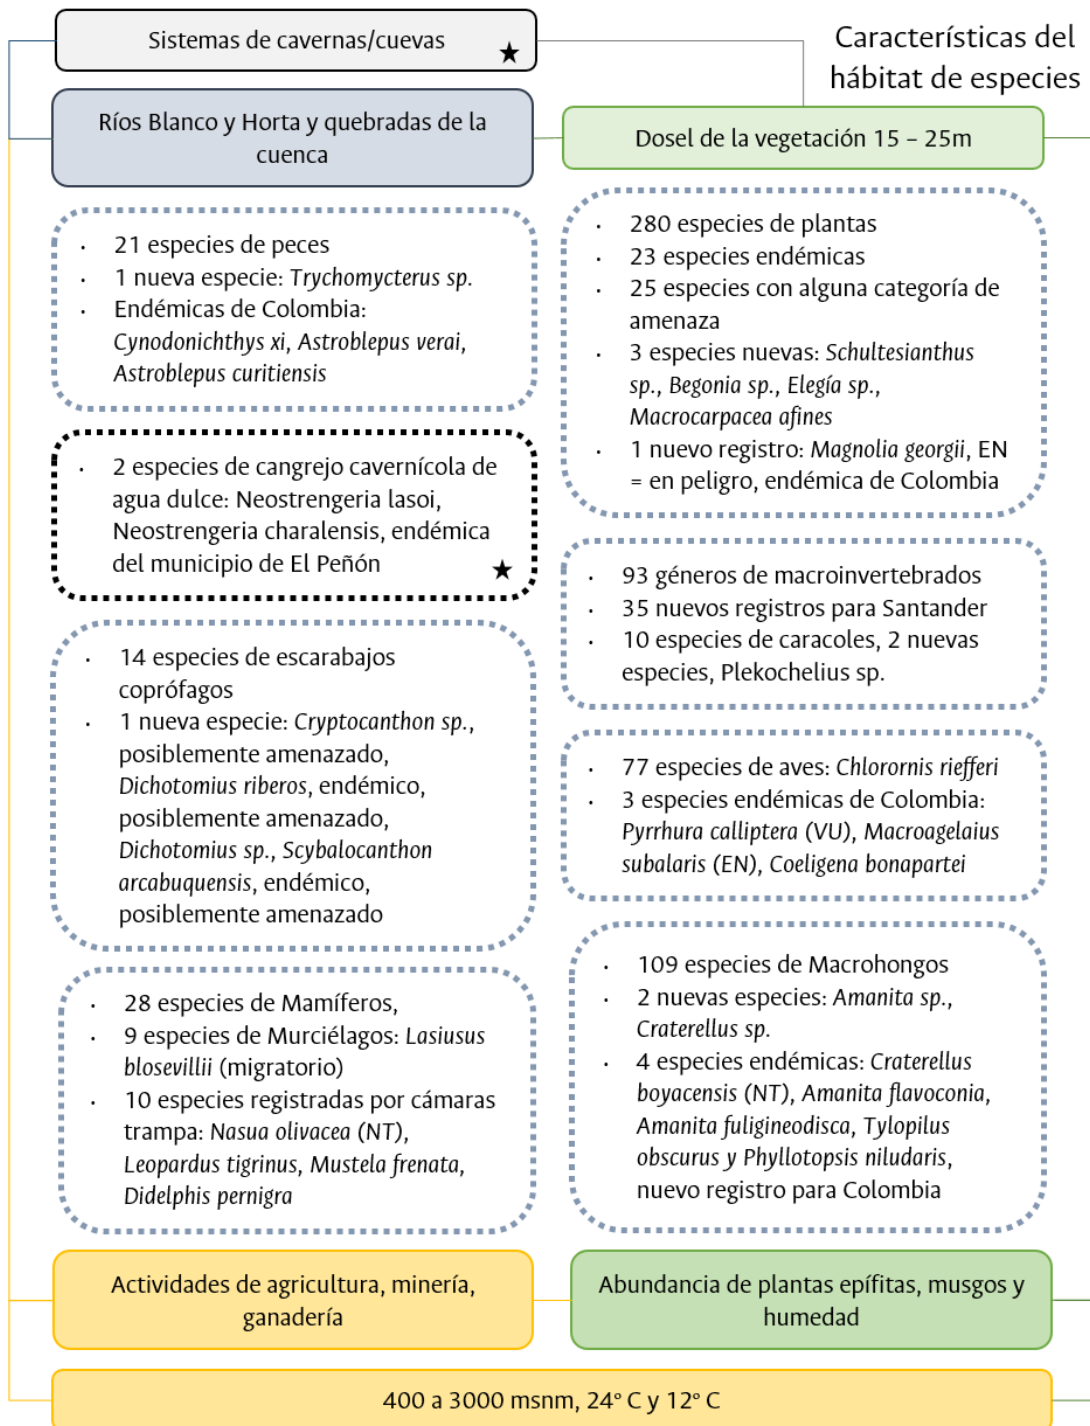 Sistemas de cavernas/cuevas
★
Características del
hábitat de especies
Ríos Blanco y Horta y quebradas de la
cuenca
Dosel de la vegetación 15 – 25m
· 21 especies de peces
· 1 nueva especie: Trychomycterus sp.
· Endémicas de Colombia:
Cynodonichthys xi, Astroblepus verai,
Astroblepus curitiensis
· 2 especies de cangrejo cavernícola de
agua dulce: Neostrengeria lasoi,
Neostrengeria charalensis, endémica
del municipio de El Peñón
★
· 14 especies de escarabajos
coprófagos
· 1 nueva especie: Cryptocanthon sp.,
posiblemente amenazado,
Dichotomius riberos, endémico,
posiblemente amenazado,
Dichotomius sp., Scybalocanthon
arcabuquensis, endémico,
posiblemente amenazado
· 28 especies de Mamíferos,
· 9 especies de Murciélagos: Lasiusus
blosevillii (migratorio)
· 10 especies registradas por cámaras
trampa: Nasua olivacea (NT),
Leopardus tigrinus, Mustela frenata,
Didelphis pernigra
· 280 especies de plantas
· 23 especies endémicas
· 25 especies con alguna categoría de
amenaza
· 3 especies nuevas: Schultesianthus
sp., Begonia sp., Elegía sp.,
Macrocarpacea afines
· 1 nuevo registro: Magnolia georgii, EN
= en peligro, endémica de Colombia
· 93 géneros de macroinvertebrados
· 35 nuevos registros para Santander
· 10 especies de caracoles, 2 nuevas
especies, Plekochelius sp.
· 77 especies de aves: Chlorornis riefferi
· 3 especies endémicas de Colombia:
Pyrrhura calliptera (VU), Macroagelaius
subalaris (EN), Coeligena bonapartei
· 109 especies de Macrohongos
· 2 nuevas especies: Amanita sp.,
Craterellus sp.
· 4 especies endémicas: Craterellus
boyacensis (NT), Amanita flavoconia,
Amanita fuligineodisca, Tylopilus
obscurus y Phyllotopsis niludaris,
nuevo registro para Colombia
Actividades de agricultura, minería,
ganadería
Abundancia de plantas epífitas, musgos y
humedad
400 a 3000 msnm, 24° C y 12° C